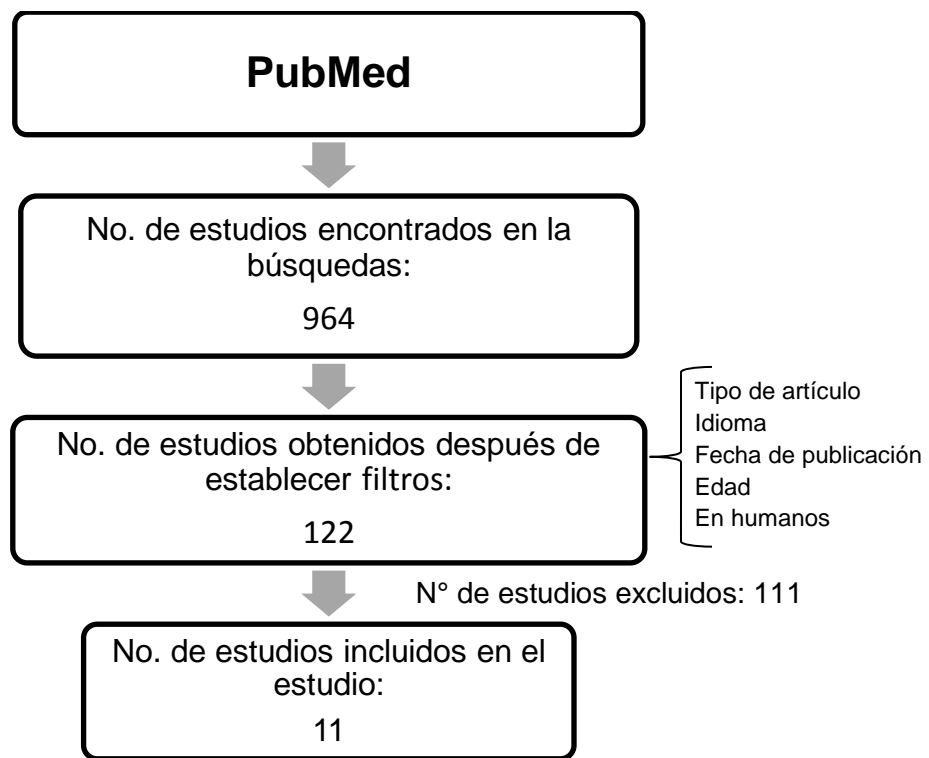 PubMed
No. de estudios encontrados en la
búsquedas:
964
No. de estudios obtenidos después de
establecer filtros:
122
Tipo de artículo
Idioma
Fecha de publicación
Edad
En humanos
N° de estudios excluidos: 111
No. de estudios incluidos en el
estudio:
11